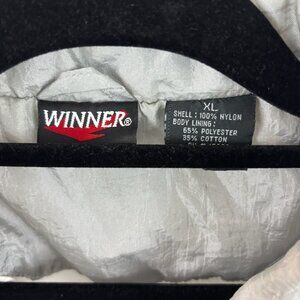 WINNER®
XL
SHELL: 100% NYLON
BODY LINING:
65% POLYESTER
35% COTTON